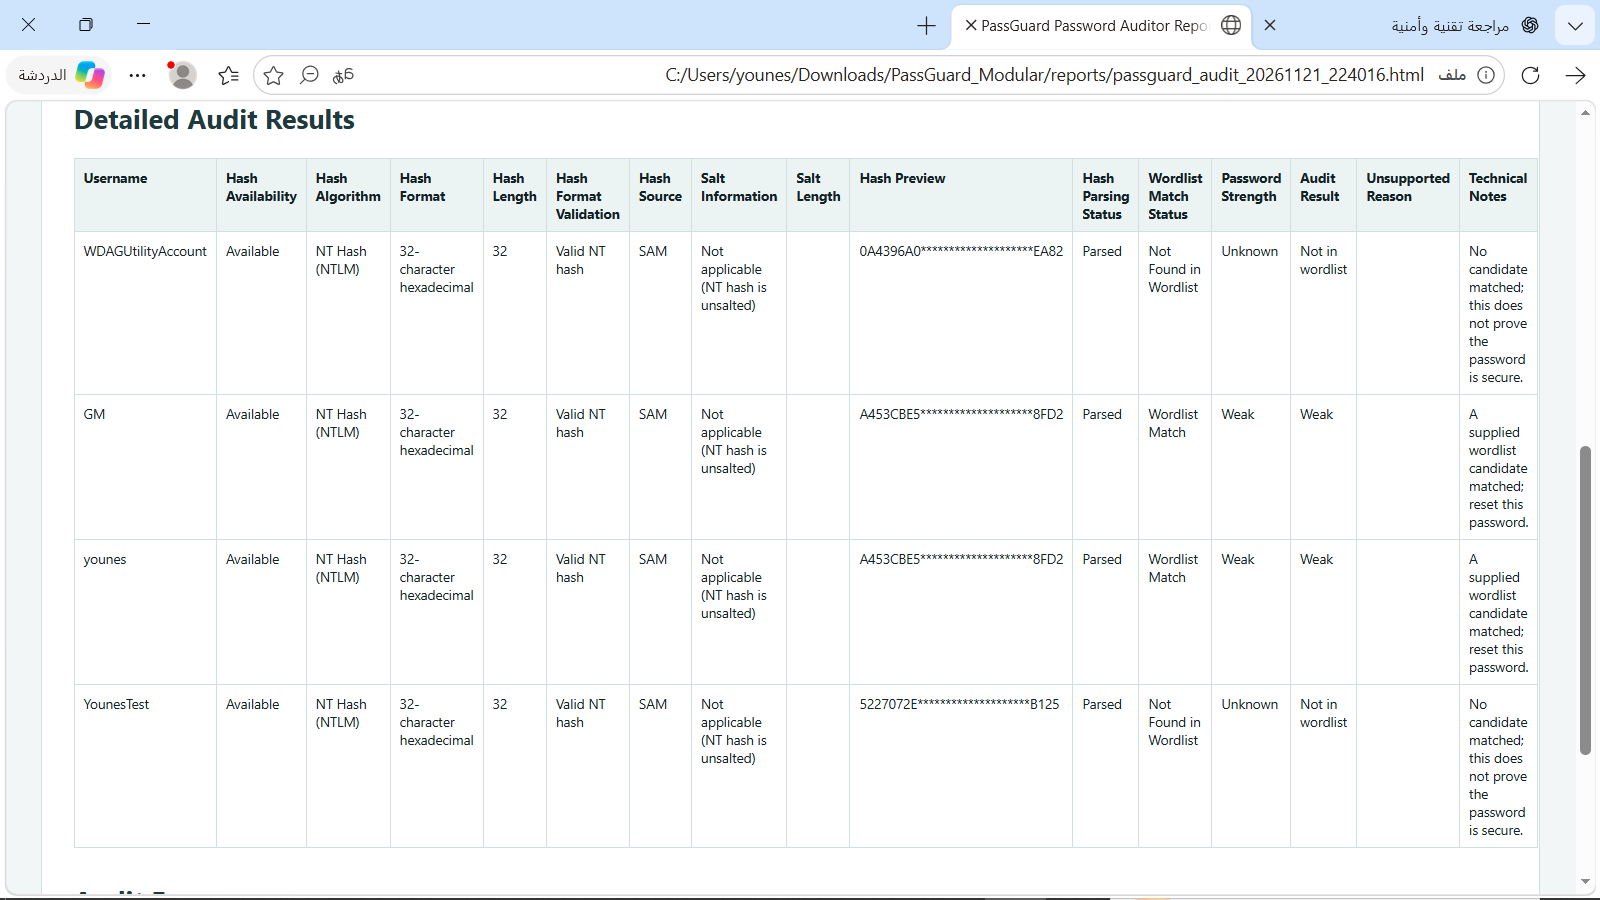 PassGuard Password Auditor Repo
مراجعة تقنية وأمنية
الدردشة
C:/Users/younes/Downloads/PassGuard_Modular/reports/passguard_audit_20261121_224016.html
ملف
Detailed Audit Results
Username
Hash
Availability
Hash
Algorithm
Hash
Format
Hash
Length
Hash
Format
Validation
Hash
Source
Salt
Information
Salt
Length
Hash Preview
Hash
Parsing
Status
Wordlist
Match
Status
Password
Strength
Audit
Result
Unsupported
Reason
Technical
Notes
WDAGUtilityAccount
Available
NT Hash
(NTLM)
32-
character
hexadecimal
32
Valid NT
hash
SAM
Not
applicable
(NT hash is
unsalted)
0A4396A0********************EA82
Parsed
Not
Found in
Wordlist
Unknown
Not in
wordlist
No
candidate
matched;
this does
not prove
the
password
is secure.
GM
Available
NT Hash
(NTLM)
32-
character
hexadecimal
32
Valid NT
hash
SAM
Not
applicable
(NT hash is
unsalted)
A453CBE5********************8FD2
Parsed
Wordlist
Match
Weak
Weak
A
supplied
wordlist
candidate
matched;
reset this
password.
younes
Available
NT Hash
(NTLM)
32-
character
hexadecimal
32
Valid NT
hash
SAM
Not
applicable
(NT hash is
unsalted)
A453CBE5********************8FD2
Parsed
Wordlist
Match
Weak
Weak
A
supplied
wordlist
candidate
matched;
reset this
password.
YounesTest
Available
NT Hash
(NTLM)
32-
character
hexadecimal
32
Valid NT
hash
SAM
Not
applicable
(NT hash is
unsalted)
5227072E********************B125
Parsed
Not
Found in
Wordlist
Unknown
Not in
wordlist
No
candidate
matched;
this does
not prove
the
password
is secure.